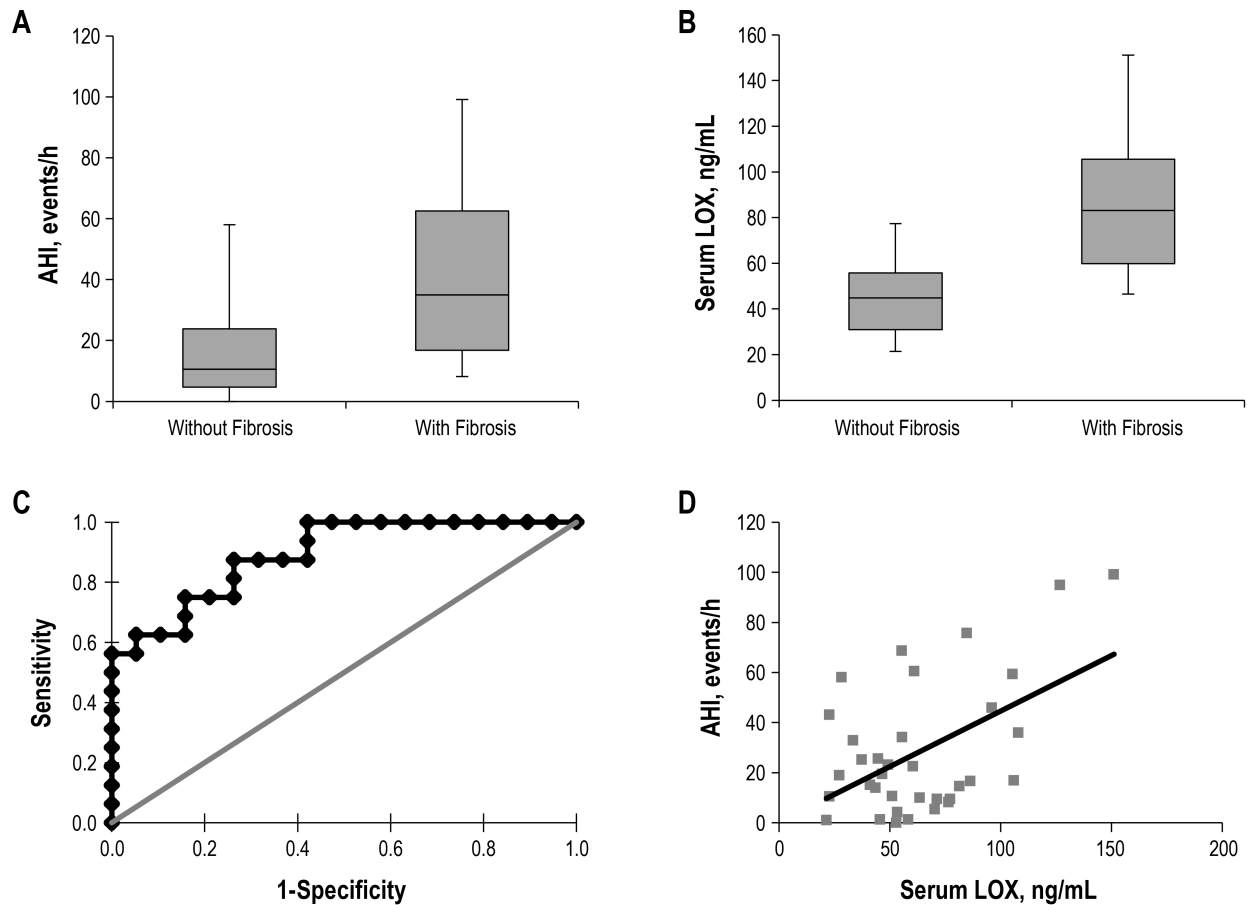 A
120
100
80
60
40
20
0
AHI, events/h
Without Fibrosis
With Fibrosis
B
160
140
120
100
80
60
40
20
0
Serum LOX, ng/mL
Without Fibrosis
With Fibrosis
C
1.0
0.8
0.6
0.4
0.2
0.0
Sensitivity
0.0 0.2 0.4 0.6 0.8 1.0
1-Specificity
D
120
100
80
60
40
20
0
AHI, events/h
0 50 100 150 200
Serum LOX, ng/mL